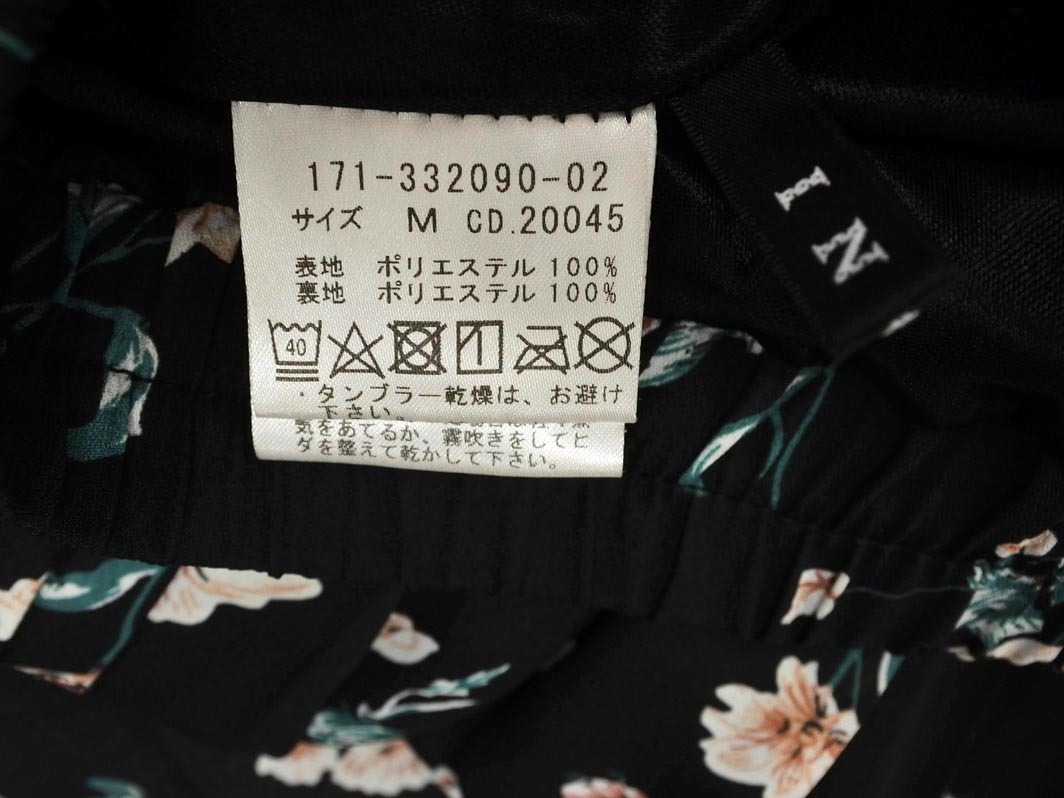 171-332090-02
サイズ M CD.20045
表地 ポリエステル 100%
裏地 ポリエステル 100%
40
・タンブラー乾燥は、お避け
下さい。
気をあてるか、霧吹きをしてヒ
ダを整えて乾かして下さい。
IN